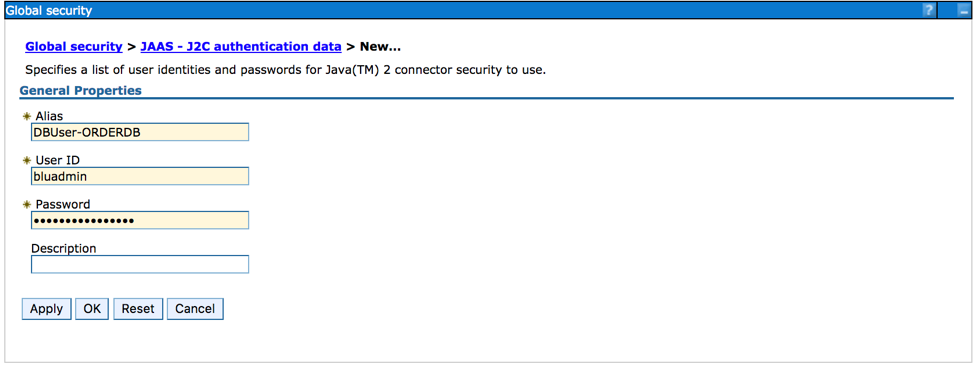 Global security
?
Global security > JAAS - J2C authentication data > New...
Specifies a list of user identities and passwords for Java(TM) 2 connector security to use.
General Properties
Alias
DBUser-ORDERDB
User ID
bluadmin
Password
••••••••••••••••
Description
Apply OK Reset Cancel